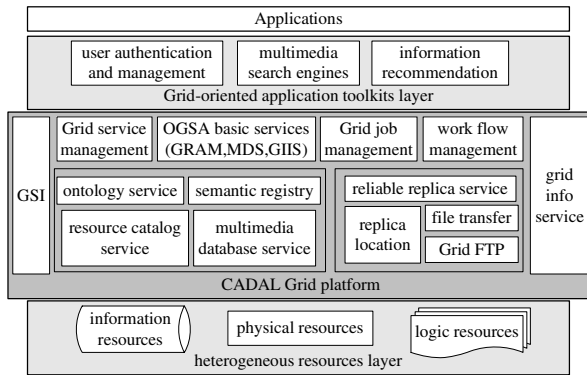 Applications
user authentication
and management
multimedia
search engines
information
recommendation
Grid-oriented application toolkits layer
GSI
Grid service
management
OGSA basic services
(GRAM,MDS,GIIS)
Grid job
management
work flow
management
ontology service
semantic registry
resource catalog
service
multimedia
database service
reliable replica service
replica
location
file transfer
Grid FTP
grid
info
service
CADAL Grid platform
information
resources
physical resources
logic resources
heterogeneous resources layer